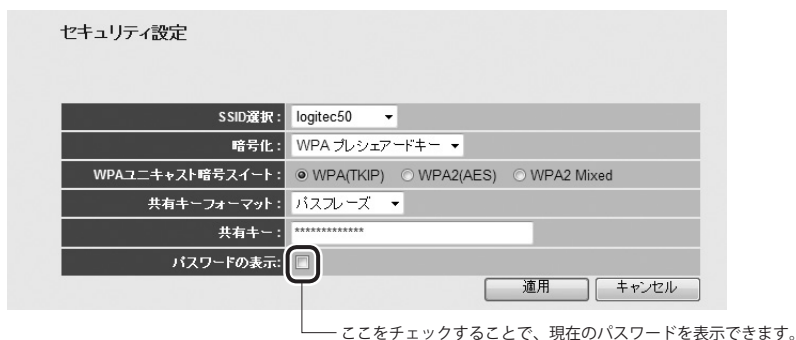 セキュリティ設定
SSID選択 : logitec50
暗号化 : WPA プレシェアードキー
WPAユニキャスト暗号スイート : WPA(TKIP) WPA2(AES) WPA2 Mixed
共有キーフォーマット : パスフレーズ
共有キー : *************
パスワードの表示:
適用 キャンセル
ここをチェックすることで、現在のパスワードを表示できます。